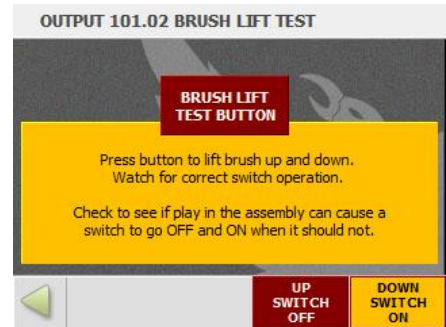 OUTPUT 101.02 BRUSH LIFT TEST
BRUSH LIFT
TEST BUTTON
Press button to lift brush up and down.
Watch for correct switch operation.
Check to see if play in the assembly can cause a
switch to go OFF and ON when it should not.
UP
SWITCH
OFF
DOWN
SWITCH
ON